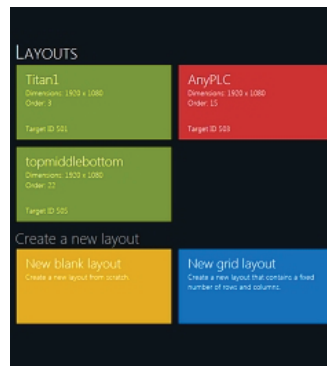 LAYOUTS
Titan1
Dimensions: 1920 x 1080
Order: 3
Target ID 501
AnyPLC
Dimensions: 1920 x 1080
Order: 15
Target ID 503
topmiddlebottom
Dimensions: 1920 x 1080
Order: 22
Target ID 505
Create a new layout
New blank layout
Create a new layout from scratch.
New grid layout
Create a new layout that contains a fixed
number of rows and columns.